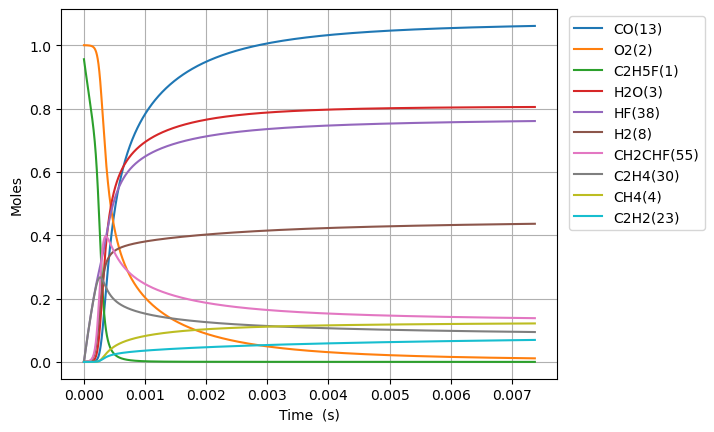 Moles
1.0
0.8
0.6
0.4
0.2
0.0
0.000
0.001
0.002
0.003
0.004
0.005
0.006
0.007
Time (s)
CO(13)
O2(2)
C2H5F(1)
H2O(3)
HF(38)
H2(8)
CH2CHF(55)
C2H4(30)
CH4(4)
C2H2(23)